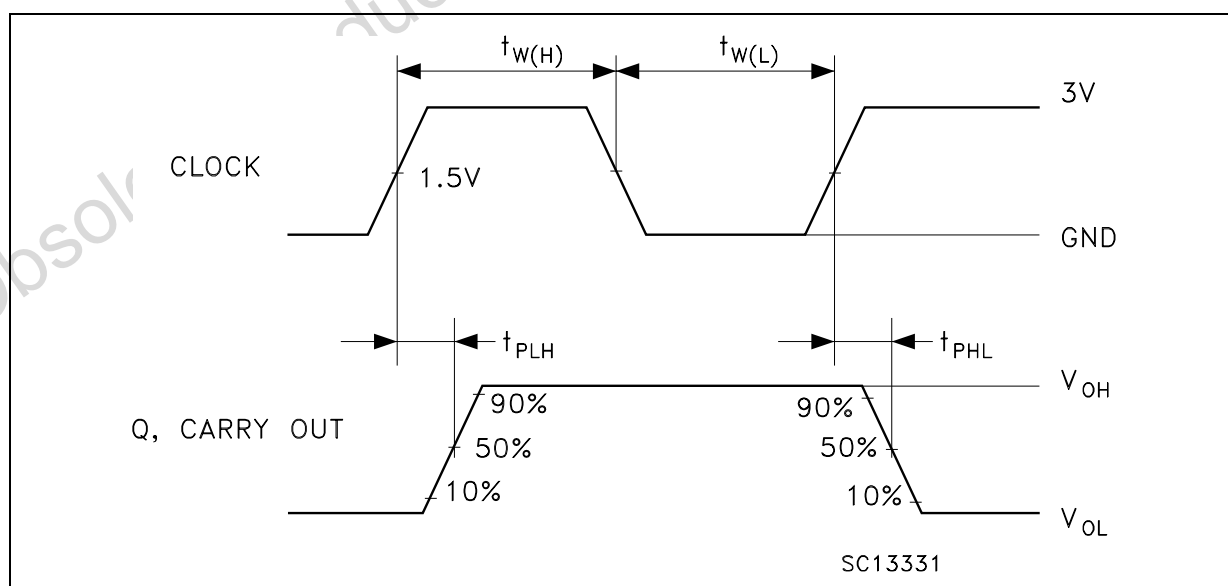 tW(H) tW(L)
3V
CLOCK
1.5V
GND
tPLH tPHL
VOH
90% 90%
Q, CARRY OUT
50% 50%
10% 10%
VOL
SC13331